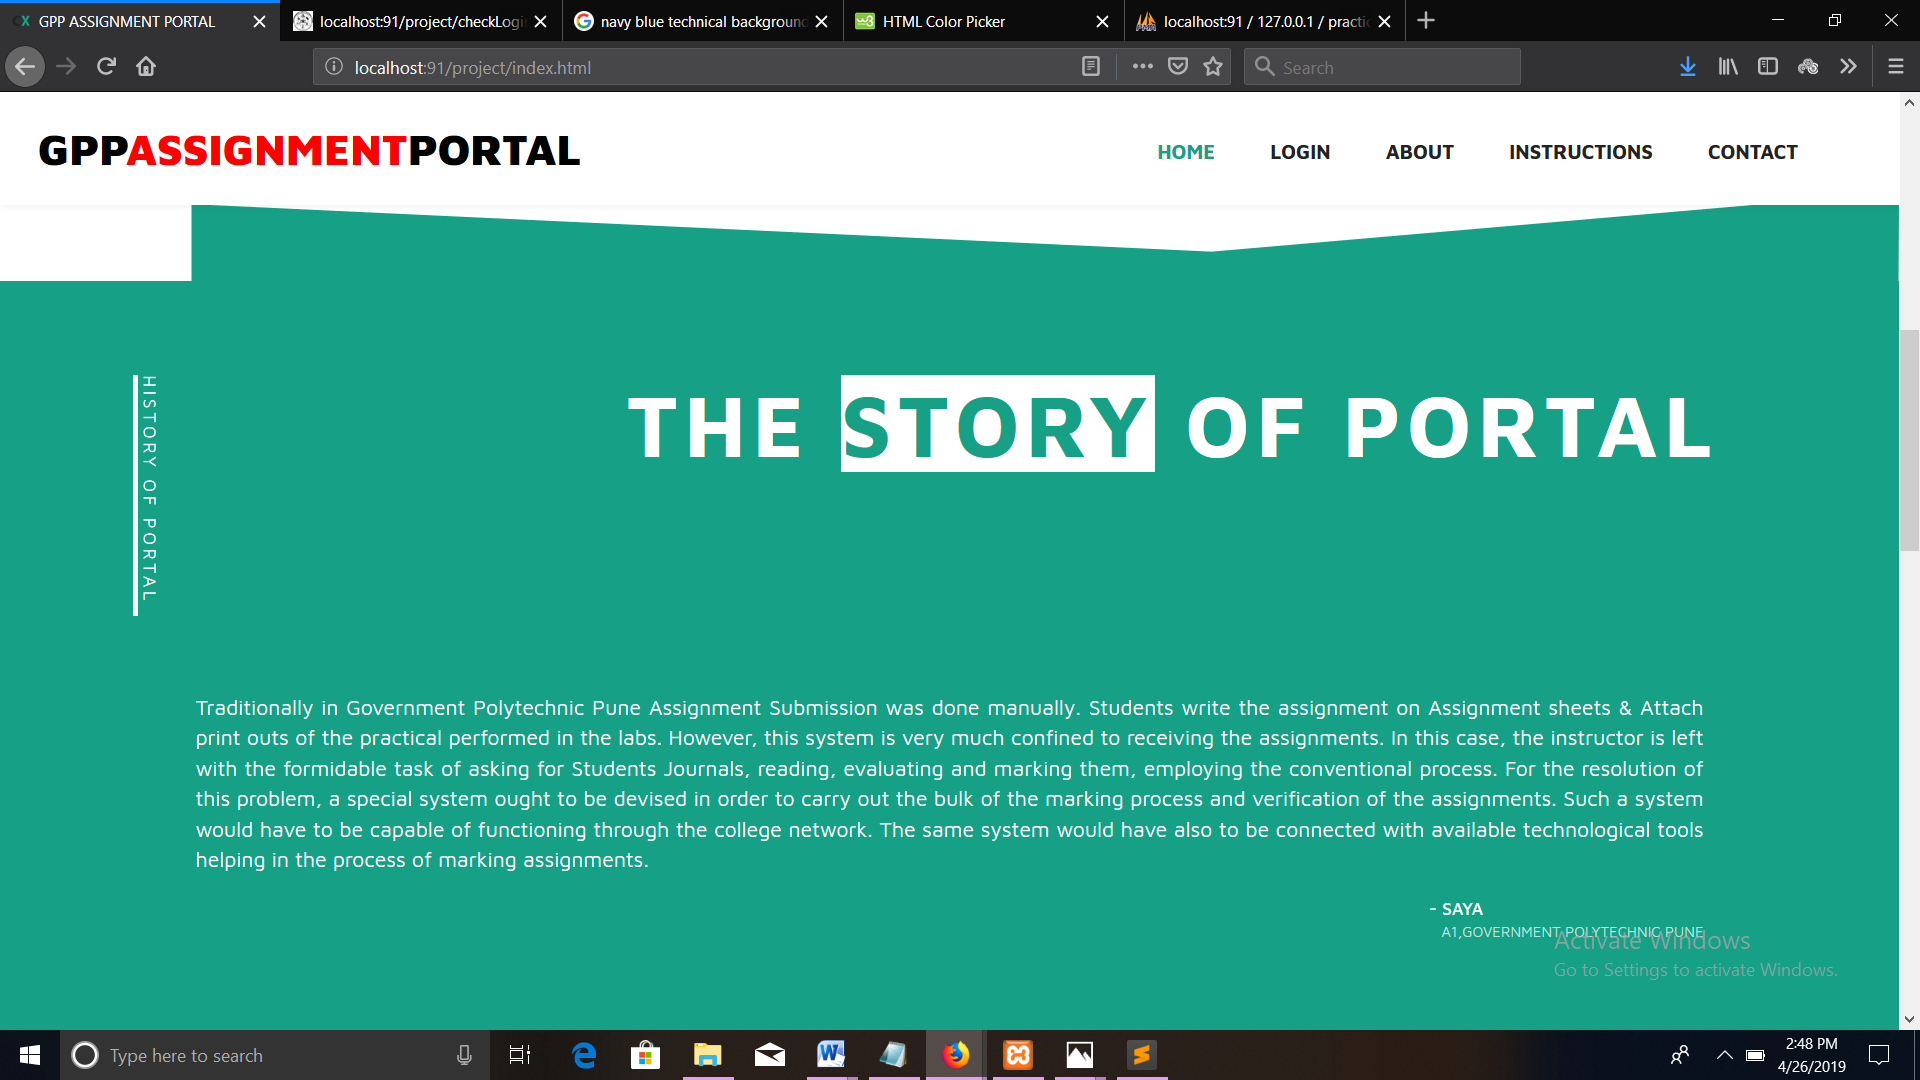 GPP ASSIGNMENT PORTAL
localhost:91/project/checkLogin
navy blue technical background
HTML Color Picker
localhost:91 / 127.0.0.1 / practic
localhost:91/project/index.html
Search
GPPASSIGNMENTPORTAL
HOME LOGIN ABOUT INSTRUCTIONS CONTACT
HISTORY OF PORTAL
THE STORY OF PORTAL
Traditionally in Government Polytechnic Pune Assignment Submission was done manually. Students write the assignment on Assignment sheets & Attach
print outs of the practical performed in the labs. However, this system is very much confined to receiving the assignments. In this case, the instructor is left
with the formidable task of asking for Students Journals, reading, evaluating and marking them, employing the conventional process. For the resolution of
this problem, a special system ought to be devised in order to carry out the bulk of the marking process and verification of the assignments. Such a system
would have to be capable of functioning through the college network. The same system would have also to be connected with available technological tools
helping in the process of marking assignments.
- SAYA
A1,GOVERNMENT POLYTECHNIC PUNE
Activate Windows
Go to Settings to activate Windows.
Type here to search
2:48 PM
4/26/2019